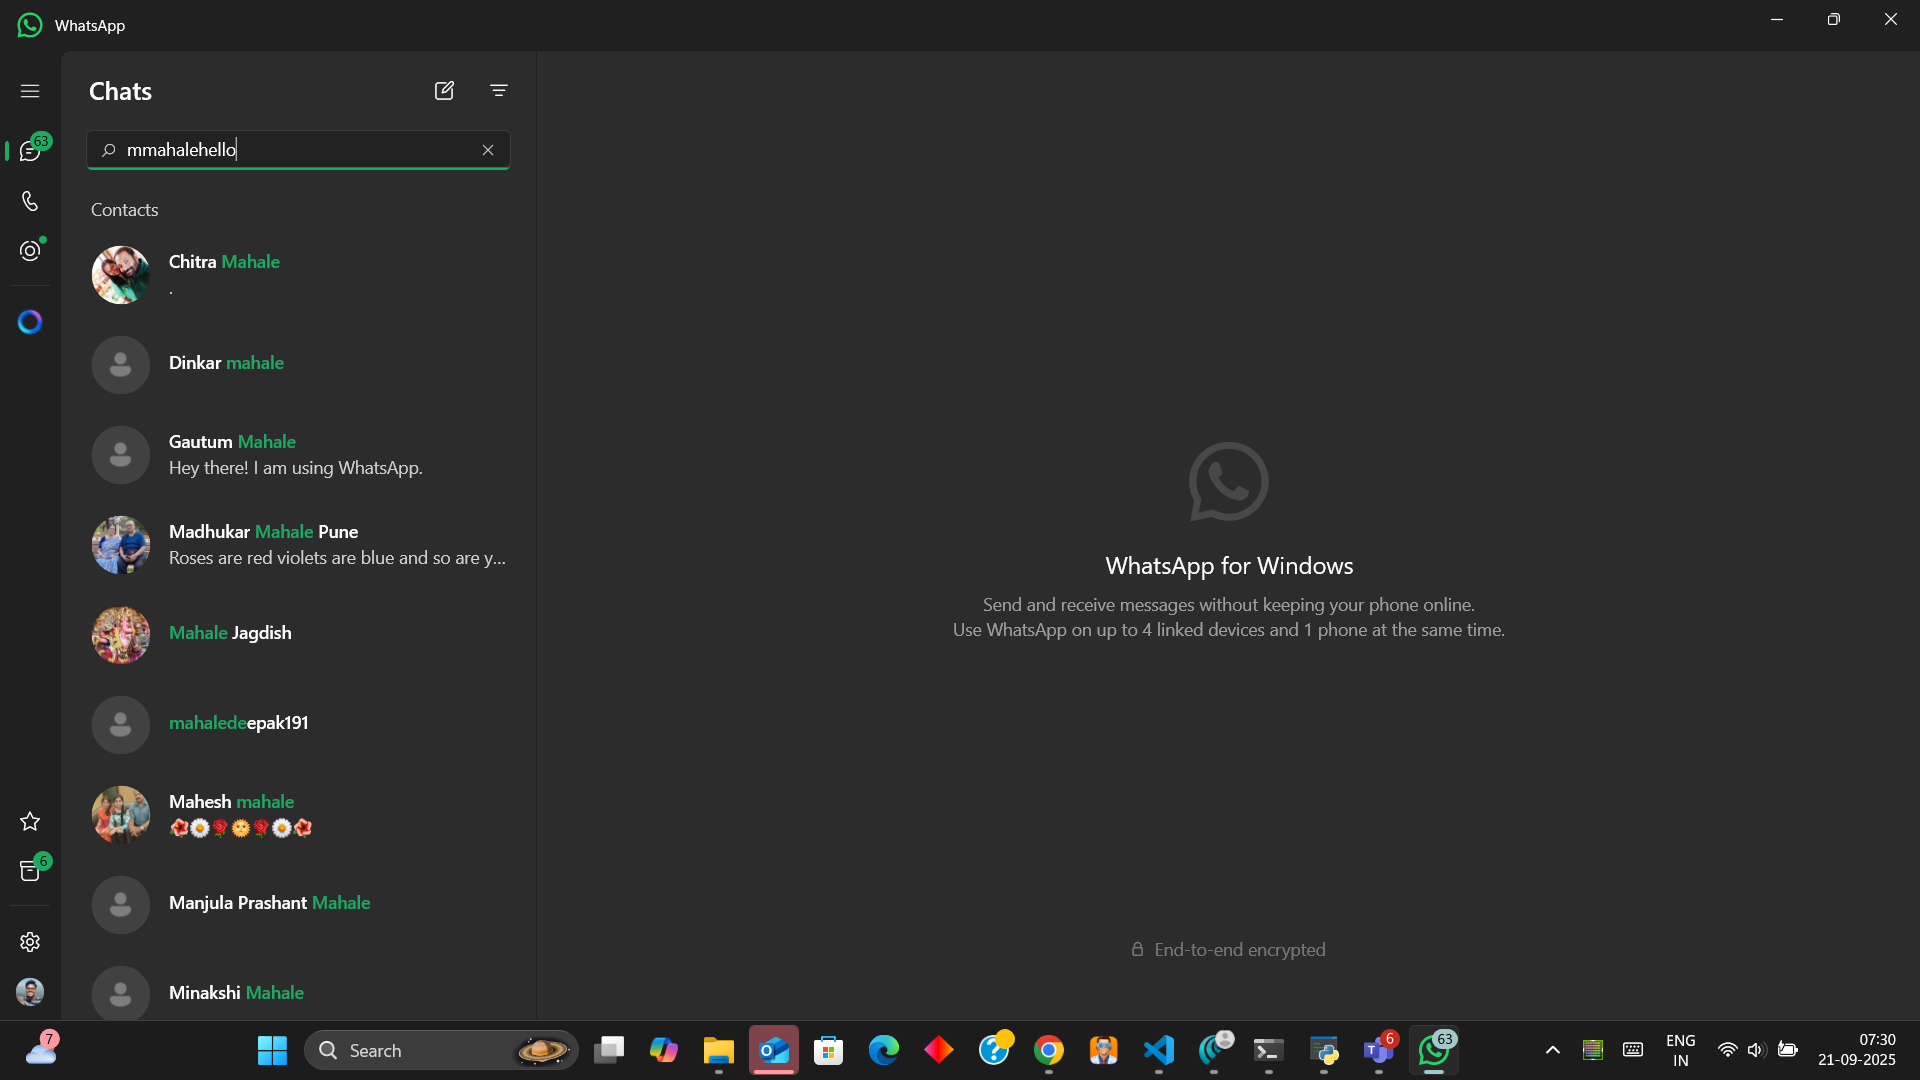 WhatsApp
Chats
63
mmahalehello
Contacts
Chitra Mahale
.
Dinkar mahale
Gautum Mahale
Hey there! I am using WhatsApp.
Madhukar Mahale Pune
Roses are red violets are blue and so are y...
Mahale Jagdish
mahaledeepak191
Mahesh mahale
Manjula Prashant Mahale
Minakshi Mahale
6
WhatsApp for Windows
Send and receive messages without keeping your phone online.
Use WhatsApp on up to 4 linked devices and 1 phone at the same time.
End-to-end encrypted
7
Search
6
63
ENG
IN
07:30
21-09-2025